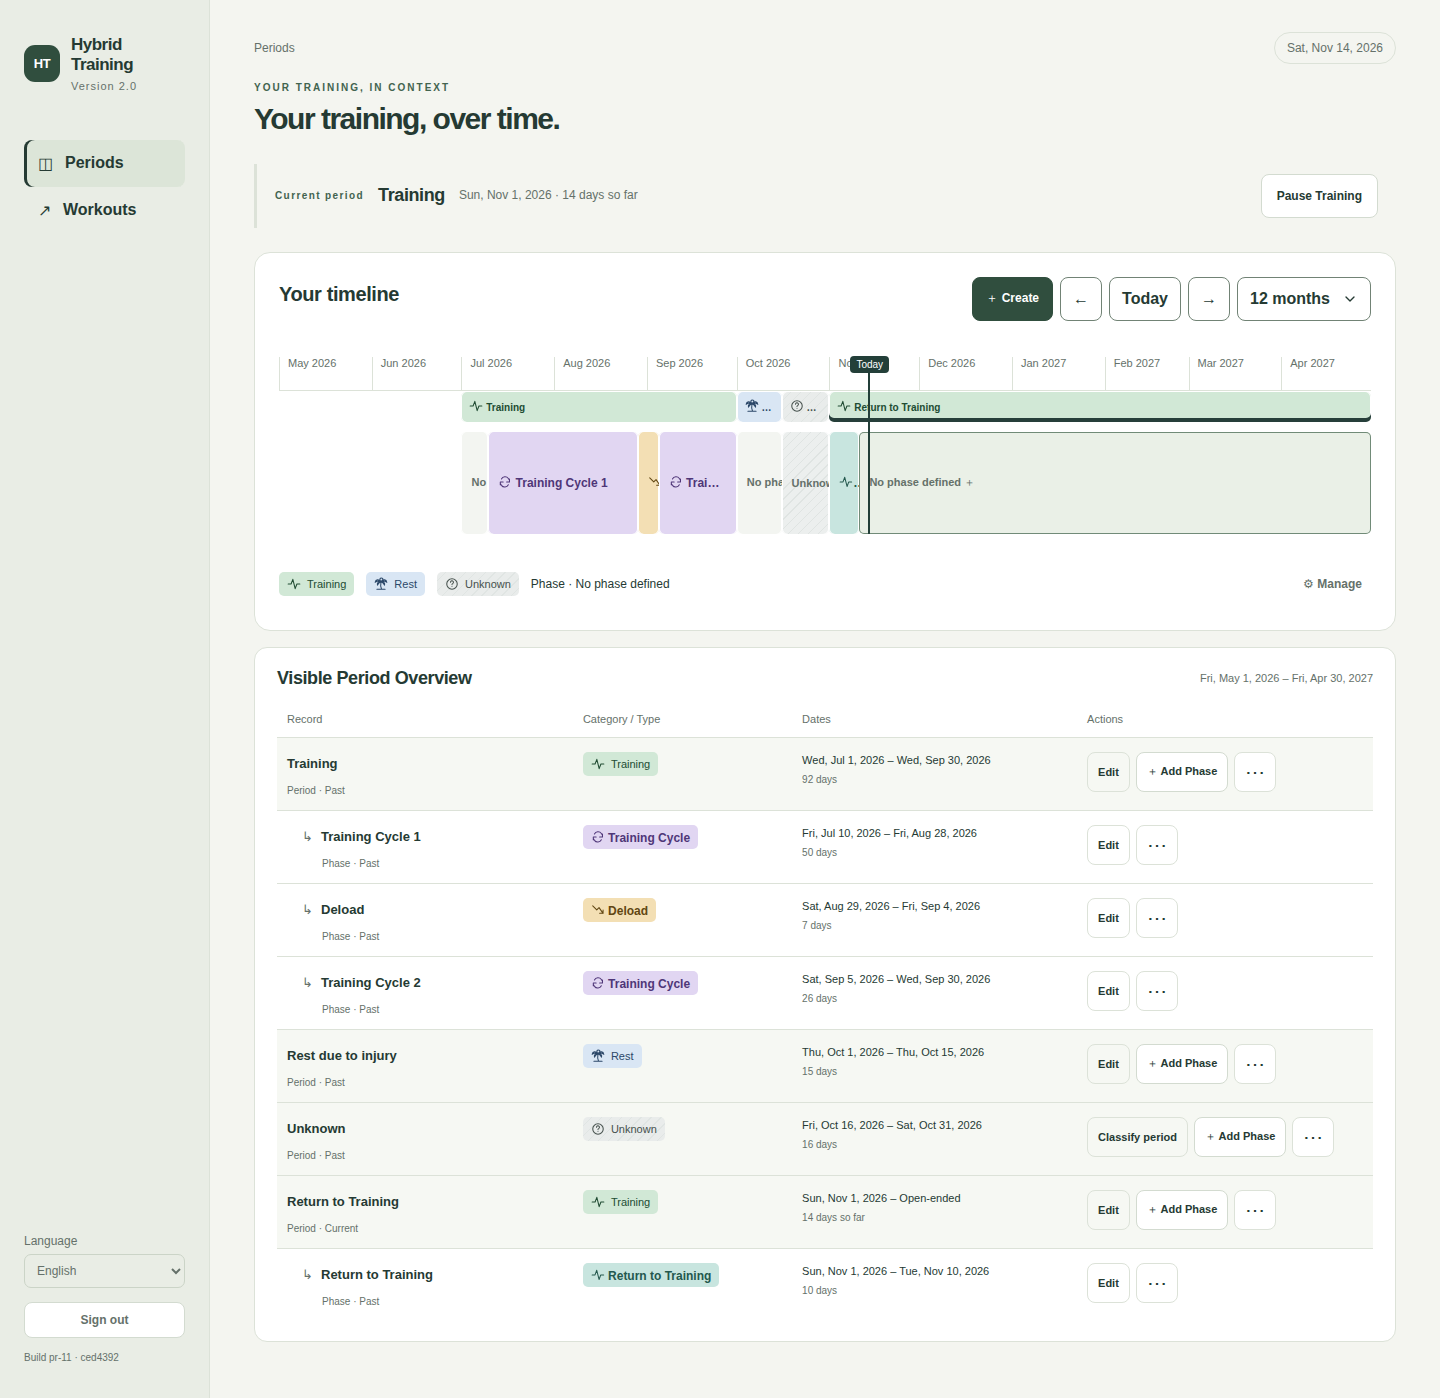 HT
Hybrid
Training
Version 2.0
Periods
Workouts
Language
English
Sign out
Build pr-11 · ced4392
Periods
Sat, Nov 14, 2026
YOUR TRAINING, IN CONTEXT
Your training, over time.
Current period Training Sun, Nov 1, 2026 · 14 days so far
Pause Training
Your timeline
+ Create ← Today → 12 months
May 2026 Jun 2026 Jul 2026 Aug 2026 Sep 2026 Oct 2026 No Today Dec 2026 Jan 2027 Feb 2027 Mar 2027 Apr 2027
Training ... ... Return to Training
No Training Cycle 1 Trai... No pha Unknow .. No phase defined +
Training Rest Unknown Phase · No phase defined
⚙ Manage
Visible Period Overview
Fri, May 1, 2026 – Fri, Apr 30, 2027
Record Category / Type Dates Actions
Training Training Wed, Jul 1, 2026 – Wed, Sep 30, 2026 Edit + Add Phase ···
Period · Past 92 days
↳ Training Cycle 1 Training Cycle Fri, Jul 10, 2026 – Fri, Aug 28, 2026 Edit ···
Phase · Past 50 days
↳ Deload Deload Sat, Aug 29, 2026 – Fri, Sep 4, 2026 Edit ···
Phase · Past 7 days
↳ Training Cycle 2 Training Cycle Sat, Sep 5, 2026 – Wed, Sep 30, 2026 Edit ···
Phase · Past 26 days
Rest due to injury Rest Thu, Oct 1, 2026 – Thu, Oct 15, 2026 Edit + Add Phase ···
Period · Past 15 days
Unknown Unknown Fri, Oct 16, 2026 – Sat, Oct 31, 2026 Classify period + Add Phase ···
Period · Past 16 days
Return to Training Training Sun, Nov 1, 2026 – Open-ended Edit + Add Phase ···
Period · Current 14 days so far
↳ Return to Training Return to Training Sun, Nov 1, 2026 – Tue, Nov 10, 2026 Edit ···
Phase · Past 10 days